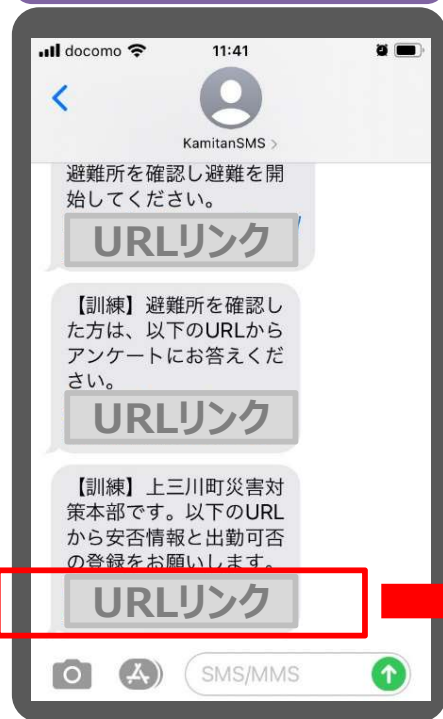 docomo 11:41
KamitanSMS >
避難所を確認し避難を開
始してください。
URLリンク
【訓練】避難所を確認し
た方は、以下のURLから
アンケートにお答えくだ
さい。
URLリンク
【訓練】上三川町災害対
策本部です。以下のURL
から安否情報と出勤可否
の登録をお願いします。
URLリンク
SMS/MMS